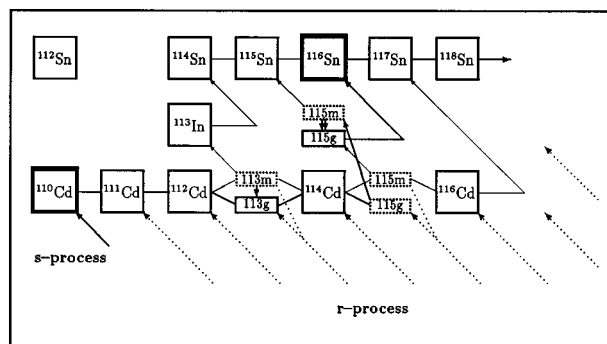 ¹¹²Sn ¹¹⁴Sn ¹¹⁵Sn ¹¹⁶Sn ¹¹⁷Sn ¹¹⁸Sn
¹¹³In 115m
115g
¹¹⁰Cd ¹¹¹Cd ¹¹²Cd 113m ¹¹⁴Cd 115m ¹¹⁶Cd
113g 115g
s-process
r-process